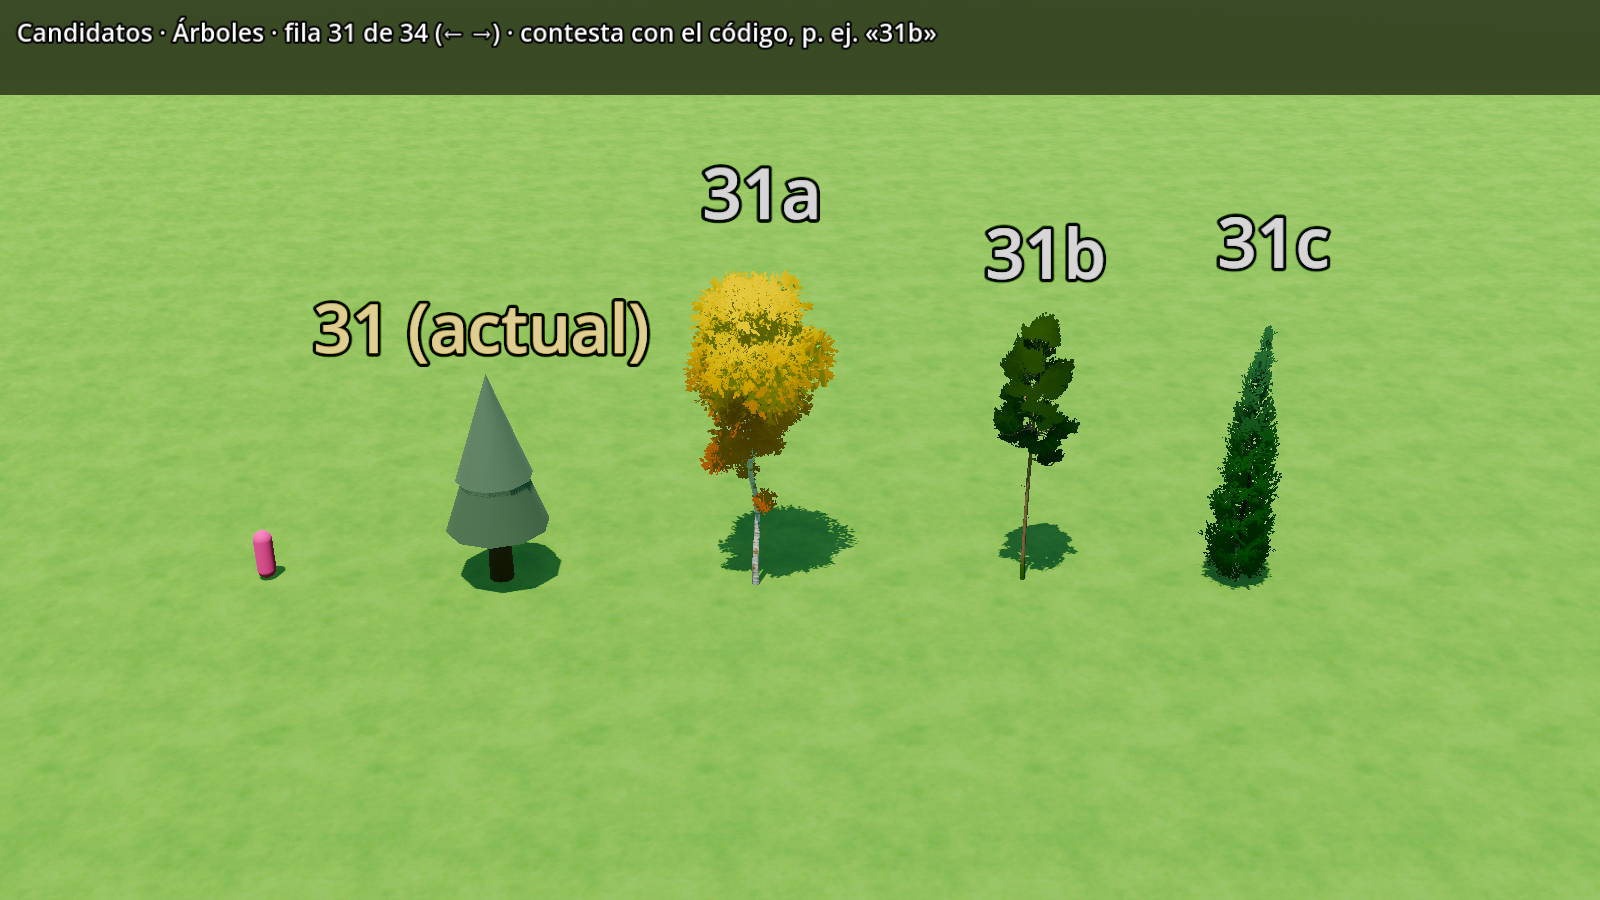 Candidatos · Árboles · fila 31 de 34 (← →) · contesta con el código, p. ej. «31b»
31a
31b
31c
31 (actual)